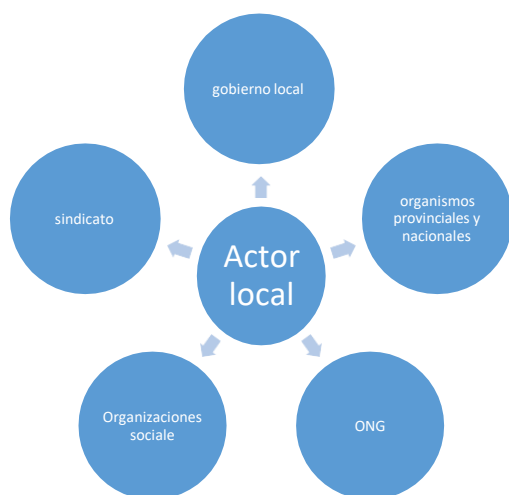 gobierno local
organismos
provinciales y
nacionales
sindicato
Actor
local
Organizaciones
sociale
ONG